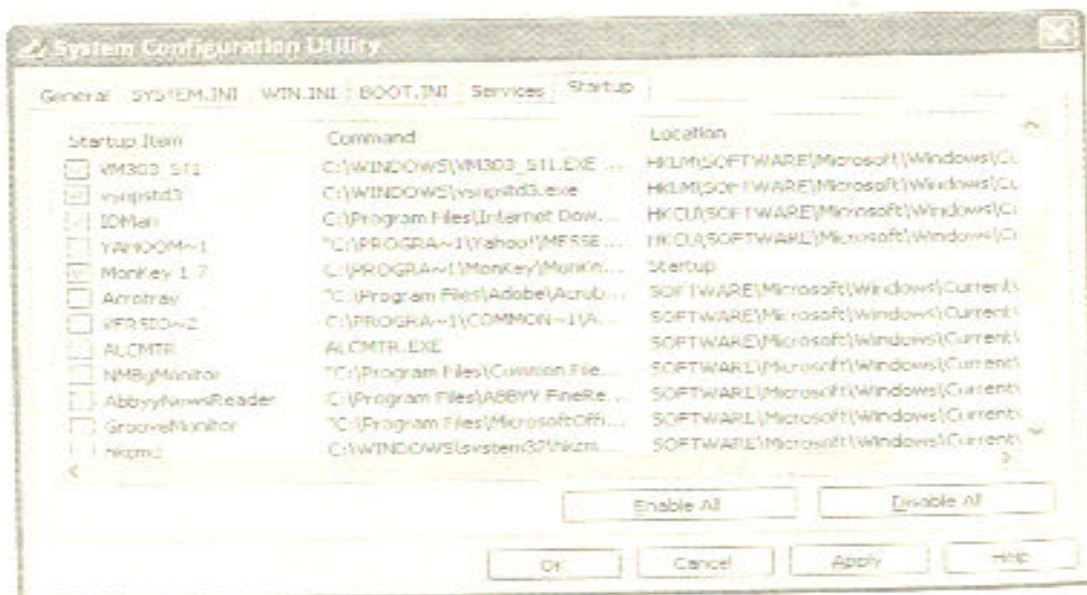 System Configuration Utility
General SYSTEM.INI WIN.INI BOOT.INI Services Startup
Startup Item Command Location
VM303_STI C:\WINDOWS\VM303_STI.EXE ... HKLM\SOFTWARE\Microsoft\Windows\Cu
vsnpstd3 C:\WINDOWS\vsnpstd3.exe HKLM\SOFTWARE\Microsoft\Windows\Cu
IDMan C:\Program Files\Internet Dow... HKCU\SOFTWARE\Microsoft\Windows\Cu
YAHOOM~1 "C:\PROGRA~1\Yahoo!\MESSE... HKCU\SOFTWARE\Microsoft\Windows\Cu
MonKey 1.7 C:\PROGRA~1\MonKey\MonKe... Startup
Acrotray "C:\Program Files\Adobe\Acrob... SOFTWARE\Microsoft\Windows\Current\
VERSIO~2 C:\PROGRA~1\COMMON~1\A... SOFTWARE\Microsoft\Windows\Current\
ALCMTR ALCMTR.EXE SOFTWARE\Microsoft\Windows\Current\
NMBgMonitor "C:\Program Files\Common File... SOFTWARE\Microsoft\Windows\Current\
AbbyyNewsReader C:\Program Files\ABBYY FineRe... SOFTWARE\Microsoft\Windows\Current\
GrooveMonitor "C:\Program Files\MicrosoftOffi... SOFTWARE\Microsoft\Windows\Current\
hkcmd C:\WINDOWS\system32\hkcm... SOFTWARE\Microsoft\Windows\Current\
Enable All Disable All
OK Cancel Apply Help